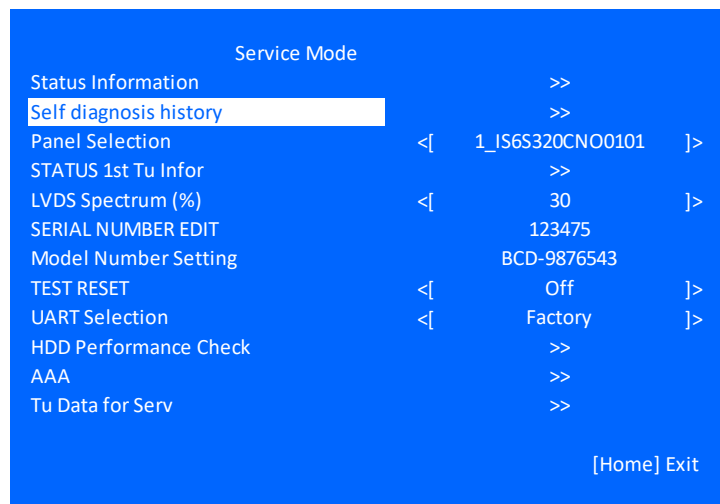 Service Mode
Status Information >>
Self diagnosis history >>
Panel Selection <[ 1_IS6S320CNO0101 ]>
STATUS 1st Tu Infor >>
LVDS Spectrum (%) <[ 30 ]>
SERIAL NUMBER EDIT 123475
Model Number Setting BCD-9876543
TEST RESET <[ Off ]>
UART Selection <[ Factory ]>
HDD Performance Check >>
AAA >>
Tu Data for Serv >>
[Home] Exit